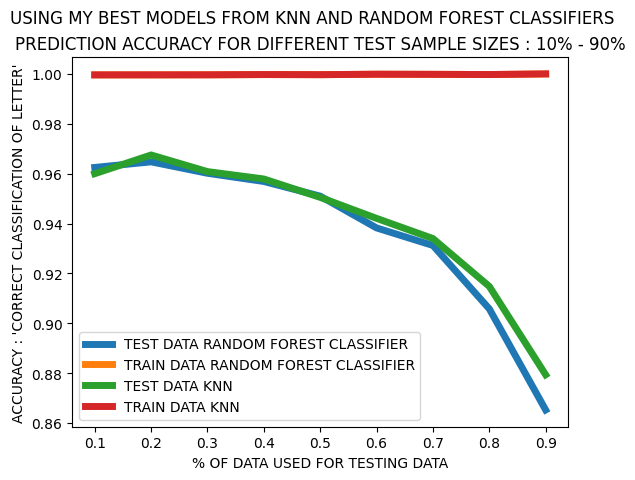 USING MY BEST MODELS FROM KNN AND RANDOM FOREST CLASSIFIERS
PREDICTION ACCURACY FOR DIFFERENT TEST SAMPLE SIZES : 10% - 90%
ACCURACY : 'CORRECT CLASSIFICATION OF LETTER'
1.00
0.98
0.96
0.94
0.92
0.90
0.88
0.86
TEST DATA RANDOM FOREST CLASSIFIER
TRAIN DATA RANDOM FOREST CLASSIFIER
TEST DATA KNN
TRAIN DATA KNN
0.1 0.2 0.3 0.4 0.5 0.6 0.7 0.8 0.9
% OF DATA USED FOR TESTING DATA